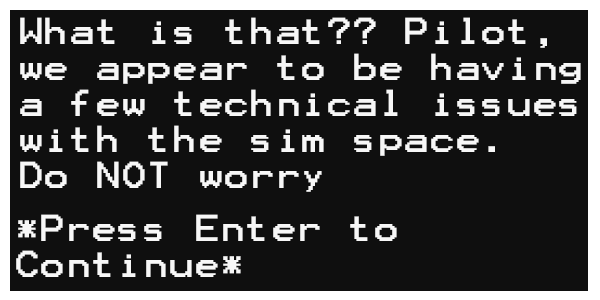 What is that?? Pilot,
we appear to be having
a few technical issues
with the sim space.
Do NOT worry
*Press Enter to
Continue*